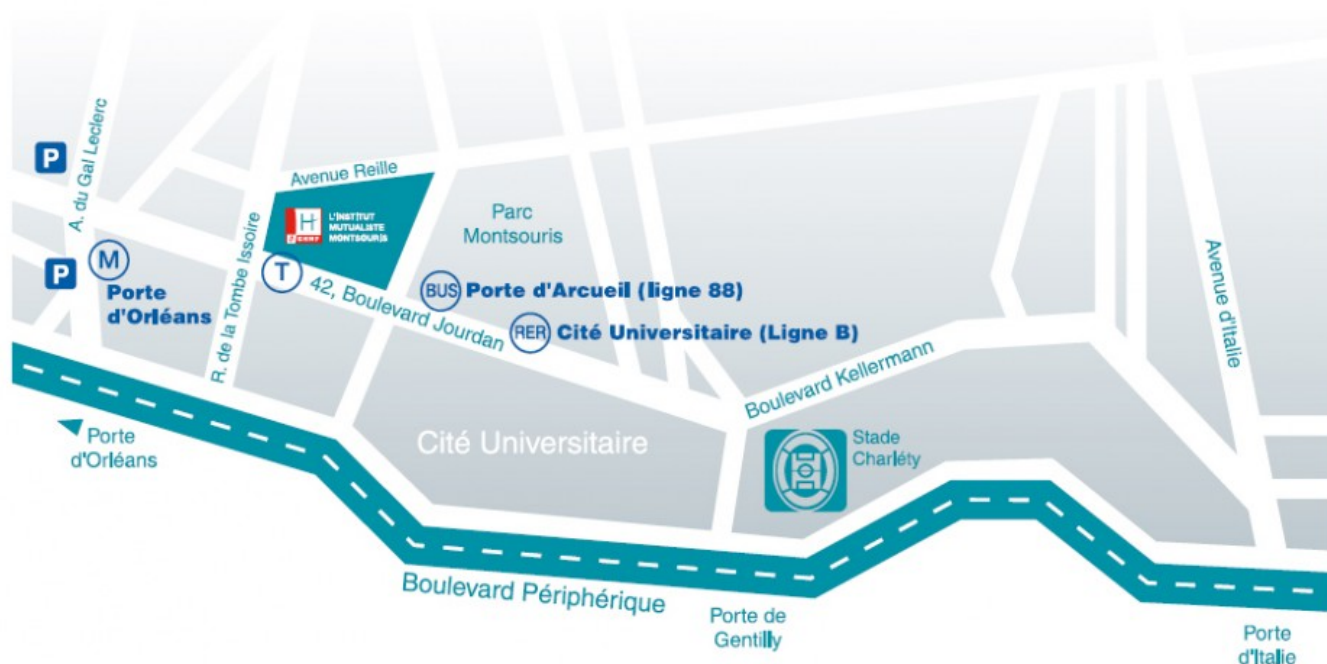 P
A. du Gal Leclerc
P
M
Porte
d'Orléans
R. de la Tombe Issoire
Avenue Reille
H
L'INSTITUT
MUTUALISTE
MONTSOURIS
T
42, Boulevard Jourdan
Parc
Montsouris
BUS Porte d'Arcueil (ligne 88)
RER Cité Universitaire (Ligne B)
Boulevard Kellermann
Avenue d'Italie
Cité Universitaire
Stade
Charléty
Porte
d'Orléans
Boulevard Périphérique
Porte de
Gentilly
Porte
d'Italie